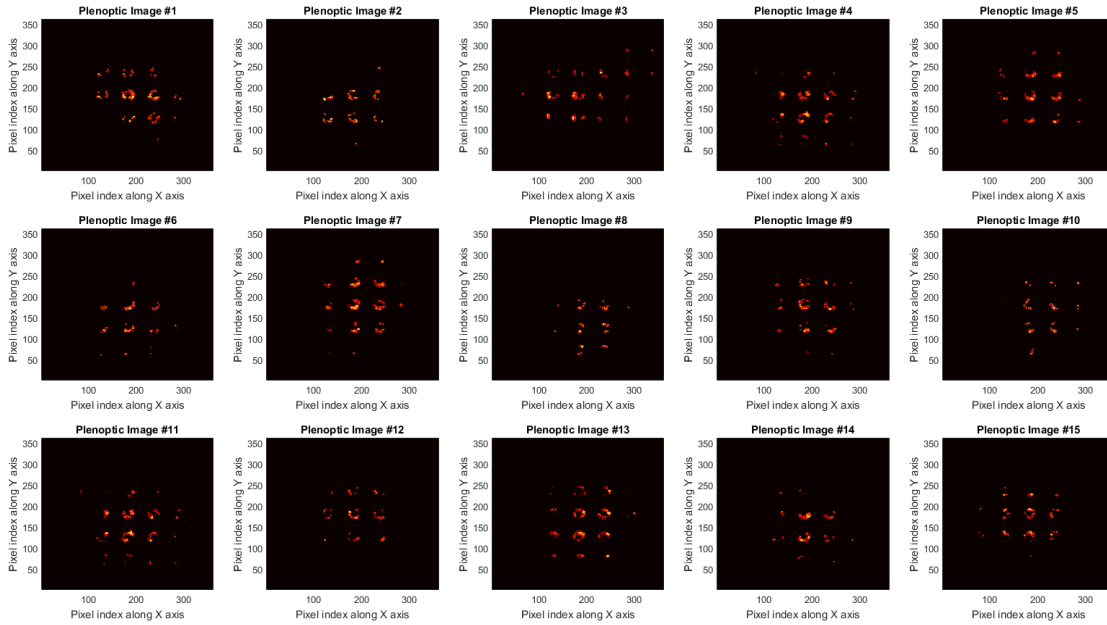 Plenoptic Image #1 Plenoptic Image #2 Plenoptic Image #3 Plenoptic Image #4 Plenoptic Image #5
Pixel index along Y axis Pixel index along Y axis Pixel index along Y axis Pixel index along Y axis Pixel index along Y axis
350 350 350 350 350
300 300 300 300 300
250 250 250 250 250
200 200 200 200 200
150 150 150 150 150
100 100 100 100 100
50 50 50 50 50
100 200 300 100 200 300 100 200 300 100 200 300 100 200 300
Pixel index along X axis Pixel index along X axis Pixel index along X axis Pixel index along X axis Pixel index along X axis
Plenoptic Image #6 Plenoptic Image #7 Plenoptic Image #8 Plenoptic Image #9 Plenoptic Image #10
Pixel index along Y axis Pixel index along Y axis Pixel index along Y axis Pixel index along Y axis Pixel index along Y axis
350 350 350 350 350
300 300 300 300 300
250 250 250 250 250
200 200 200 200 200
150 150 150 150 150
100 100 100 100 100
50 50 50 50 50
100 200 300 100 200 300 100 200 300 100 200 300 100 200 300
Pixel index along X axis Pixel index along X axis Pixel index along X axis Pixel index along X axis Pixel index along X axis
Plenoptic Image #11 Plenoptic Image #12 Plenoptic Image #13 Plenoptic Image #14 Plenoptic Image #15
Pixel index along Y axis Pixel index along Y axis Pixel index along Y axis Pixel index along Y axis Pixel index along Y axis
350 350 350 350 350
300 300 300 300 300
250 250 250 250 250
200 200 200 200 200
150 150 150 150 150
100 100 100 100 100
50 50 50 50 50
100 200 300 100 200 300 100 200 300 100 200 300 100 200 300
Pixel index along X axis Pixel index along X axis Pixel index along X axis Pixel index along X axis Pixel index along X axis